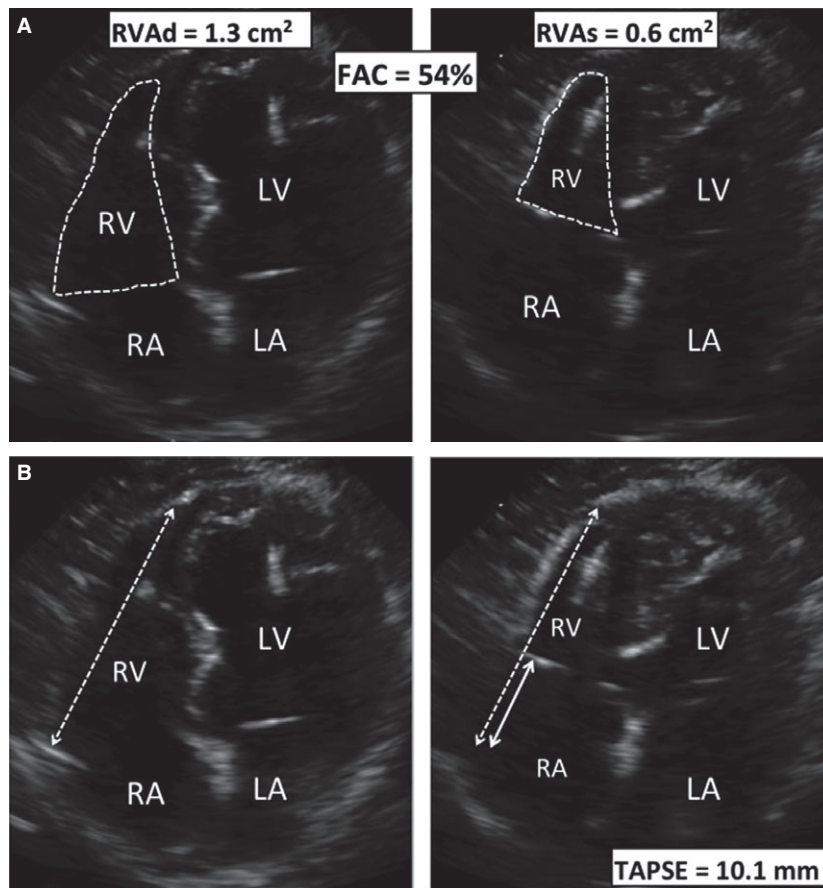 A
RVAd = 1.3 cm²
RVAs = 0.6 cm²
FAC = 54%
RV
LV
RA
LA
RV
LV
RA
LA
B
RV
LV
RA
LA
RV
LV
RA
LA
TAPSE = 10.1 mm